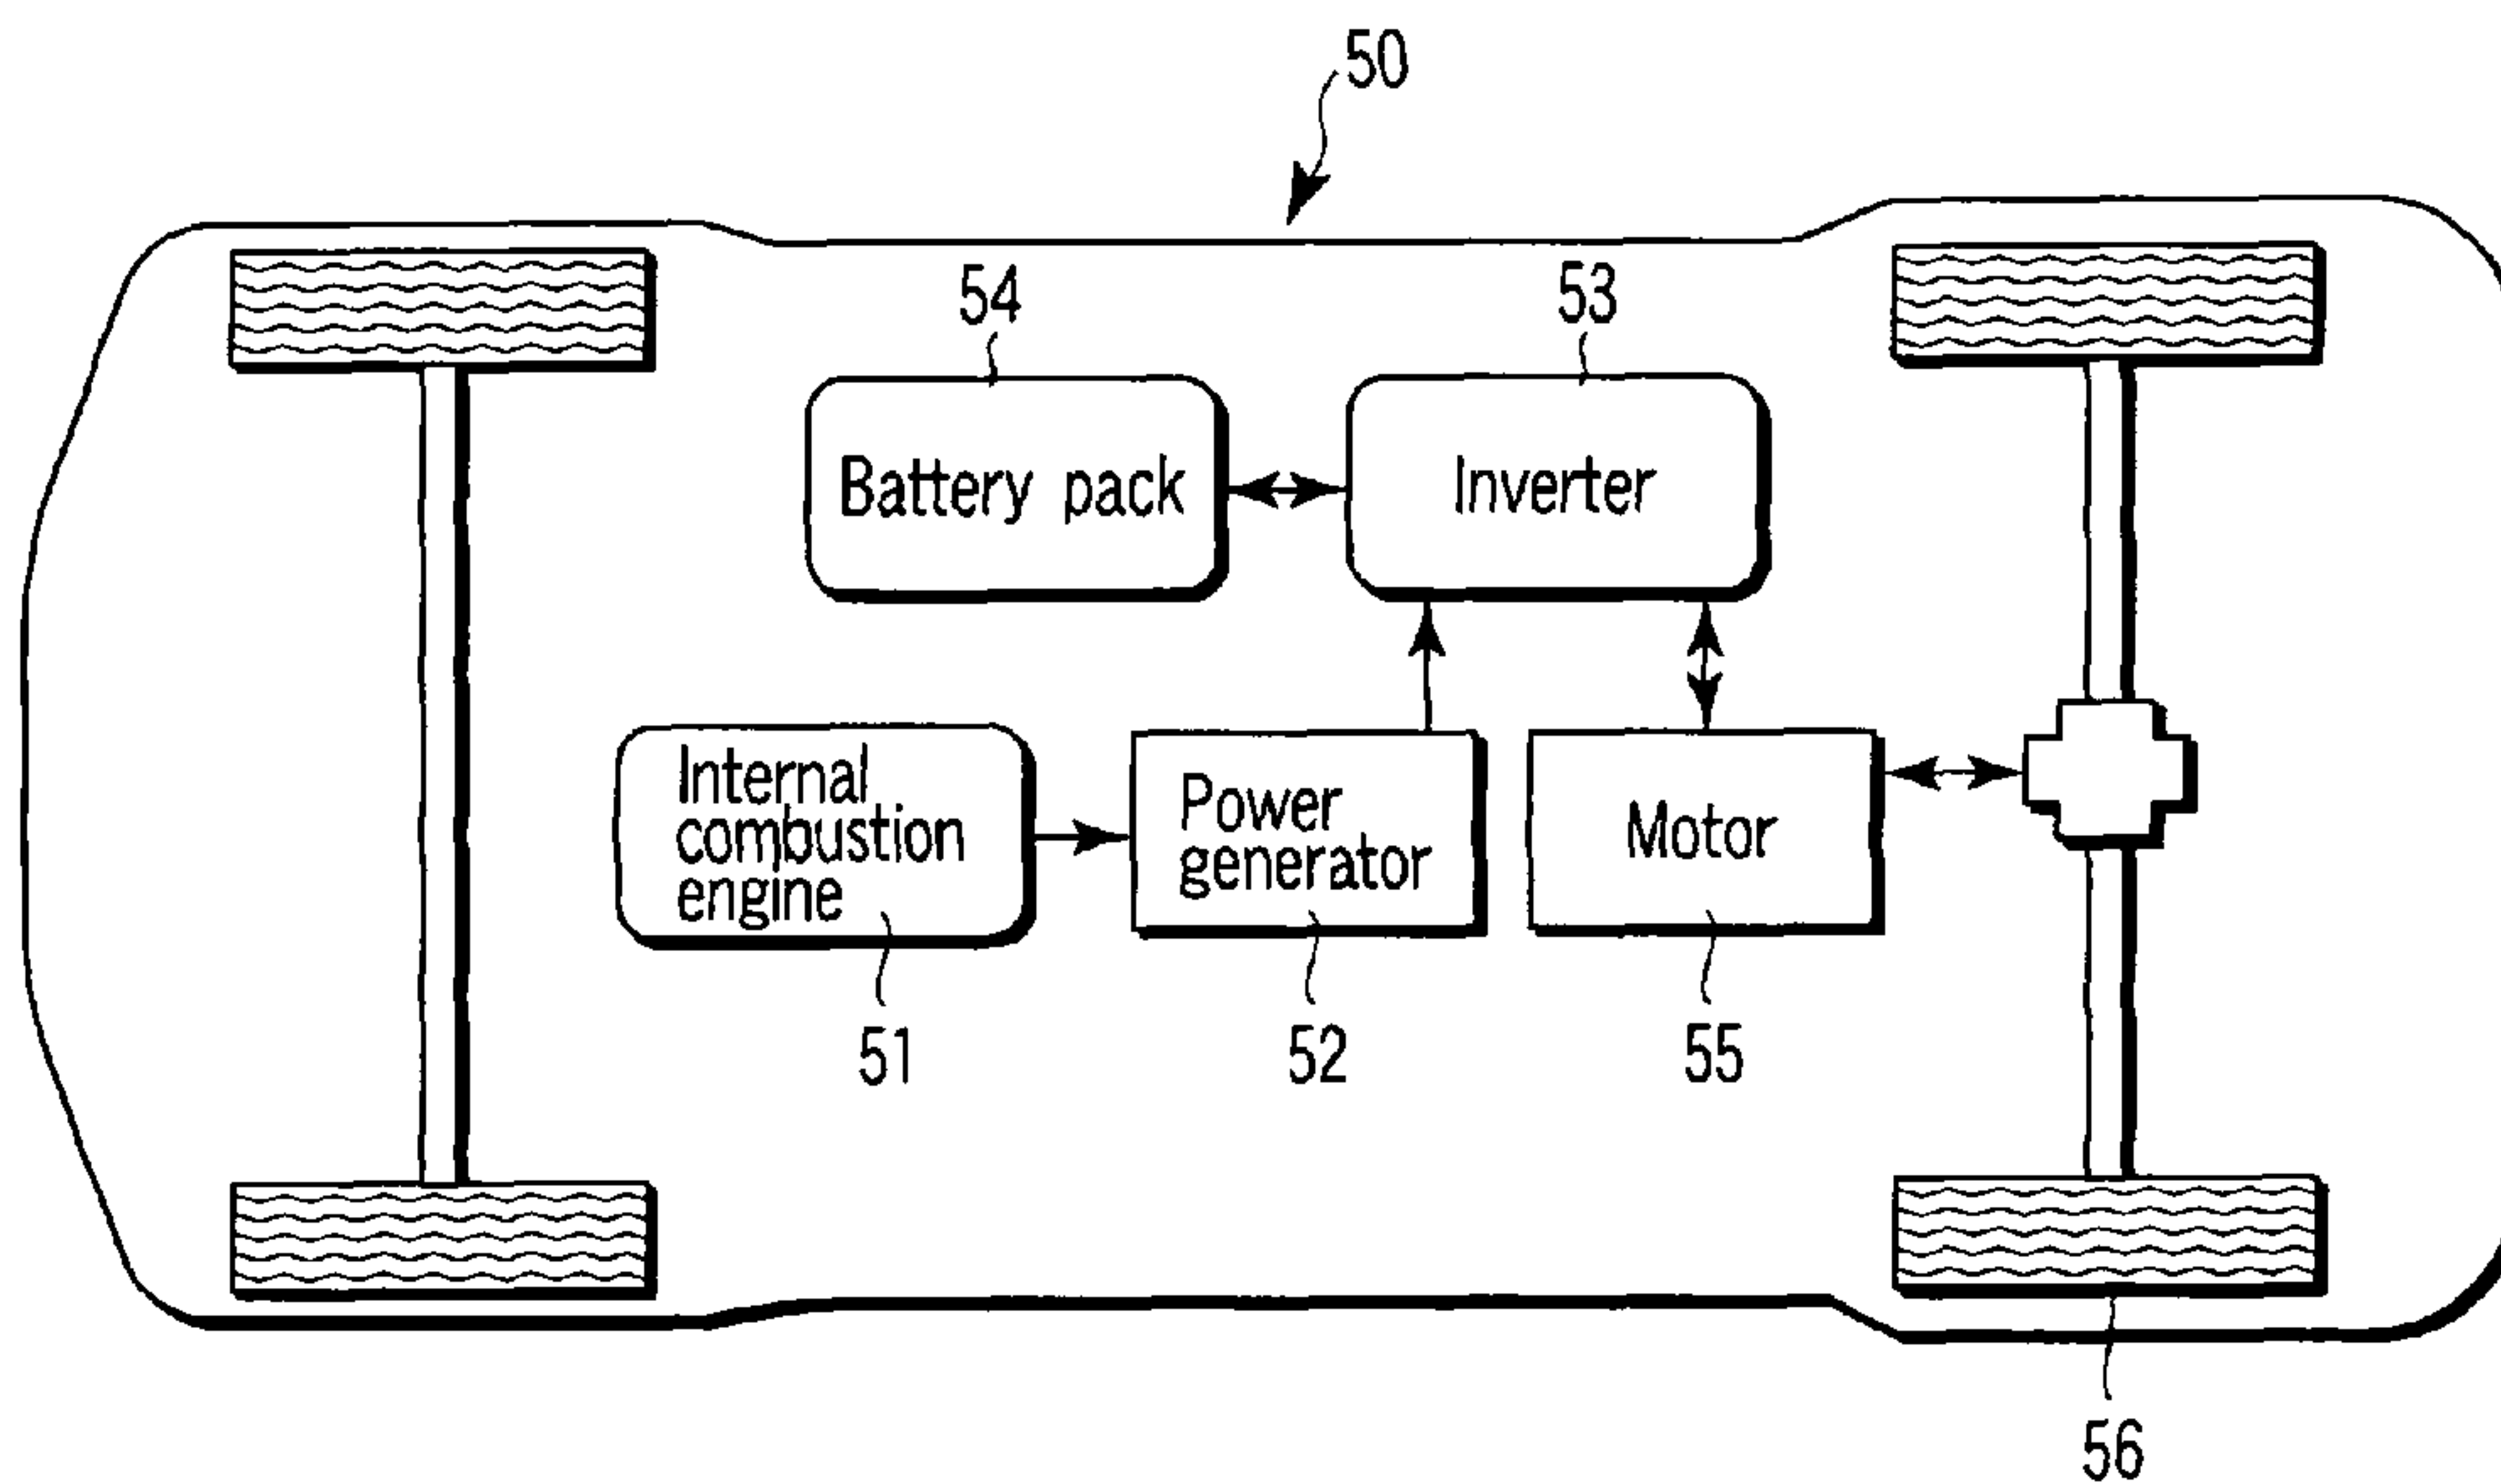 50
54
53
Battery pack
Inverter
Internal
combustion
engine
Power
generator
Motor
51
52
55
56